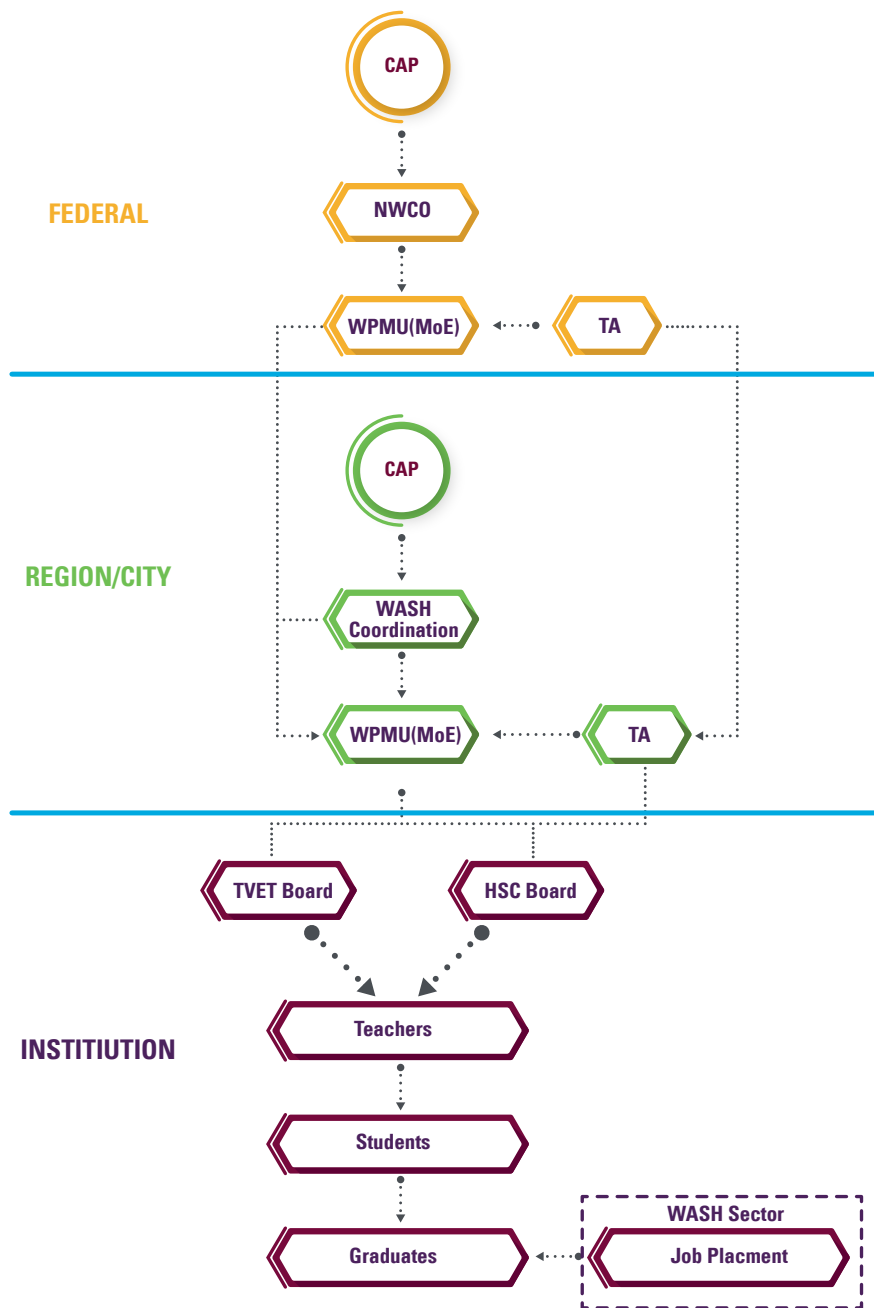 CAP
FEDERAL
NWCO
WPMU(MoE)
TA
CAP
REGION/CITY
WASH
Coordination
WPMU(MoE)
TA
TVET Board
HSC Board
Teachers
INSTITIUTION
Students
WASH Sector
Graduates
Job Placment